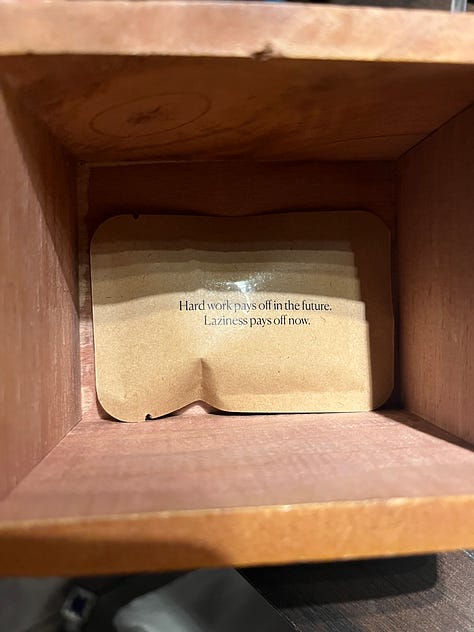 Hard work pays off in the future.
Laziness pays off now.